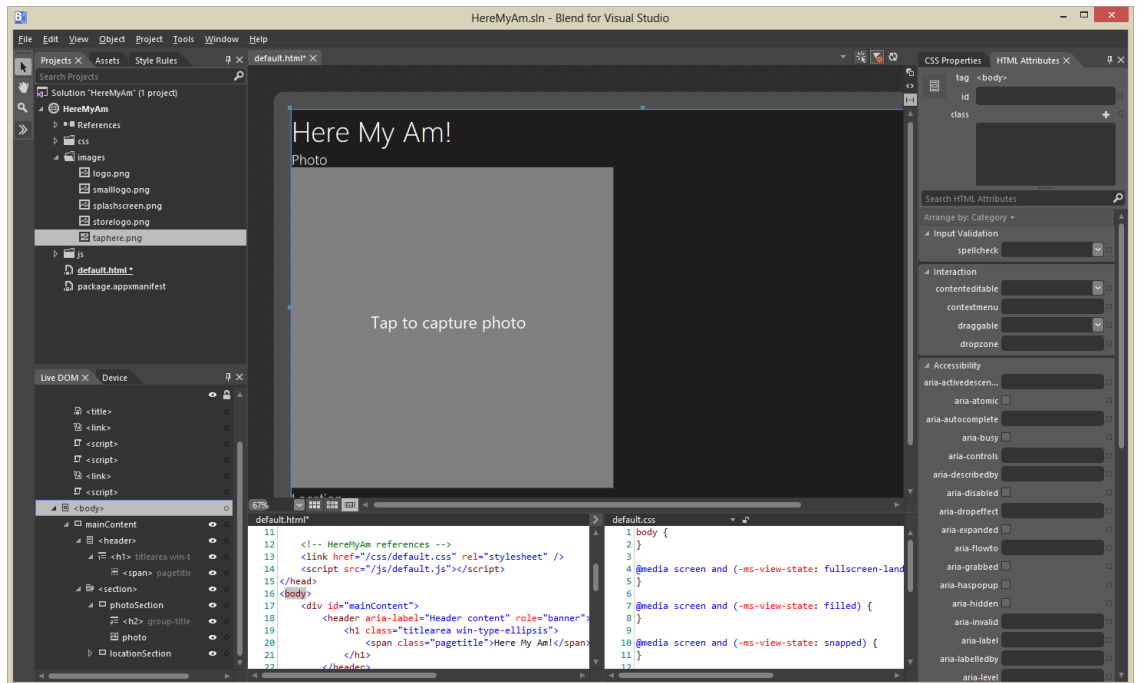 HereMyAm.sln - Blend for Visual Studio
File Edit View Object Project Tools Window Help
Projects Assets Style Rules
Search Projects
Solution "HereMyAm" (1 project)
HereMyAm
References
css
images
logo.png
smalllogo.png
splashscreen.png
storelogo.png
taphere.png
js
default.html *
package.appxmanifest
Live DOM Device
<title>
<link>
<script>
<script>
<link>
<script>
<body>
mainContent
<header>
<h1> titlearea win-t
<span> pagetitle
<section>
photoSection
<h2> group-title
photo
locationSection
default.html*
Here My Am!
Photo
Tap to capture photo
67%
default.html*
11
12 <!-- HereMyAm references -->
13 <link href="/css/default.css" rel="stylesheet" />
14 <script src="/js/default.js"></script>
15 </head>
16 <body>
17 <div id="mainContent">
18 <header aria-label="Header content" role="banner">
19 <h1 class="titlearea win-type-ellipsis">
20 <span class="pagetitle">Here My Am!</span>
21 </h1>
22 </header>
default.css
1 body {
2 }
3
4 @media screen and (-ms-view-state: fullscreen-land
5 }
6
7 @media screen and (-ms-view-state: filled) {
8 }
9
10 @media screen and (-ms-view-state: snapped) {
11 }
12
CSS Properties HTML Attributes
tag <body>
id
class
Search HTML Attributes
Arrange by: Category
Input Validation
spellcheck
Interaction
contenteditable
contextmenu
draggable
dropzone
Accessibility
aria-activedescen...
aria-atomic
aria-autocomplete
aria-busy
aria-controls
aria-describedby
aria-disabled
aria-dropeffect
aria-expanded
aria-flowto
aria-grabbed
aria-haspopup
aria-hidden
aria-invalid
aria-label
aria-labelledby
aria-level